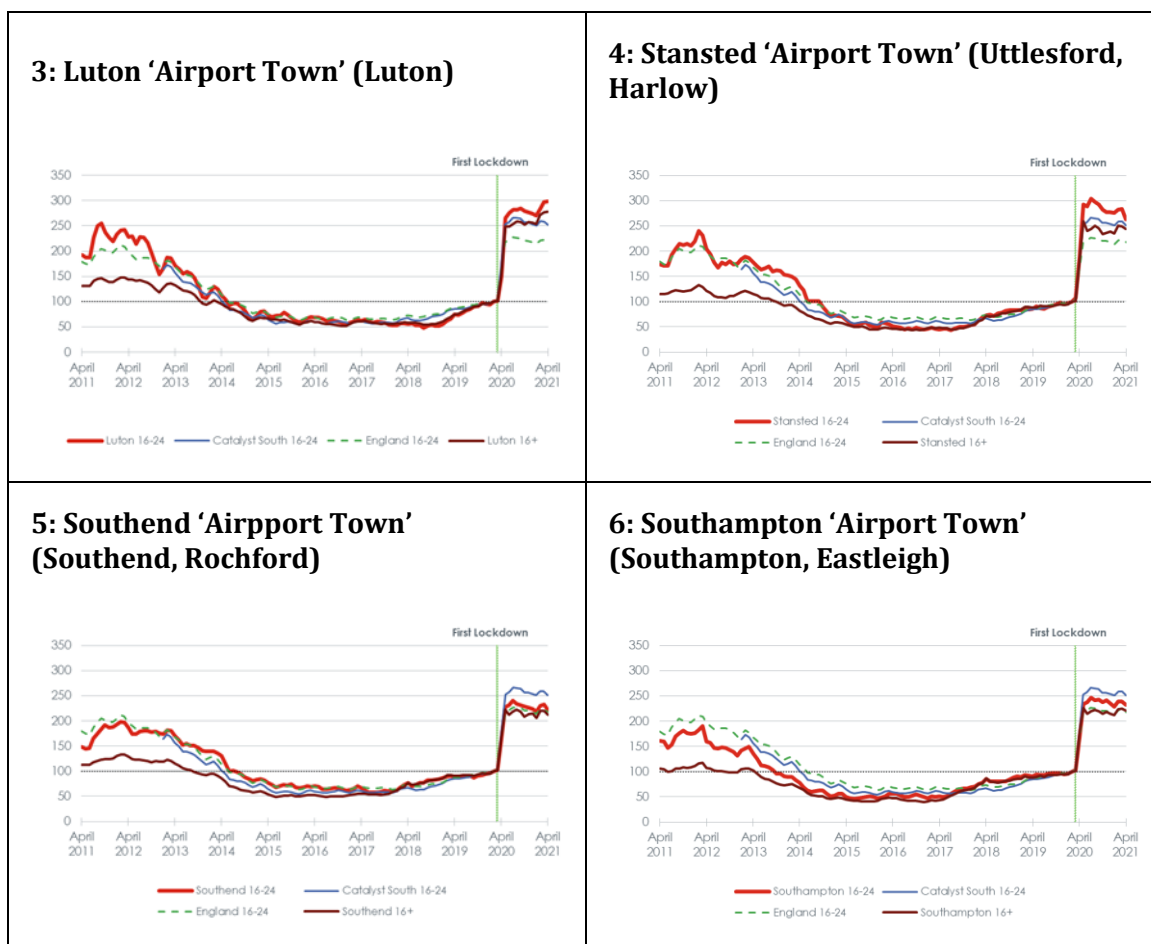 3: Luton ‘Airport Town’ (Luton)
First Lockdown
350
300
250
200
150
100
50
0
April 2011
April 2012
April 2013
April 2014
April 2015
April 2016
April 2017
April 2018
April 2019
April 2020
April 2021
Luton 16-24
Catalyst South 16-24
England 16-24
Luton 16+
4: Stansted ‘Airport Town’ (Uttlesford,
Harlow)
First Lockdown
350
300
250
200
150
100
50
0
April 2011
April 2012
April 2013
April 2014
April 2015
April 2016
April 2017
April 2018
April 2019
April 2020
April 2021
Stansted 16-24
Catalyst South 16-24
England 16-24
Stansted 16+
5: Southend ‘Airpport Town’
(Southend, Rochford)
First Lockdown
350
300
250
200
150
100
50
0
April 2011
April 2012
April 2013
April 2014
April 2015
April 2016
April 2017
April 2018
April 2019
April 2020
April 2021
Southend 16-24
Catalyst South 16-24
England 16-24
Southend 16+
6: Southampton ‘Airport Town’
(Southampton, Eastleigh)
First Lockdown
350
300
250
200
150
100
50
0
April 2011
April 2012
April 2013
April 2014
April 2015
April 2016
April 2017
April 2018
April 2019
April 2020
April 2021
Southampton 16-24
Catalyst South 16-24
England 16-24
Southampton 16+